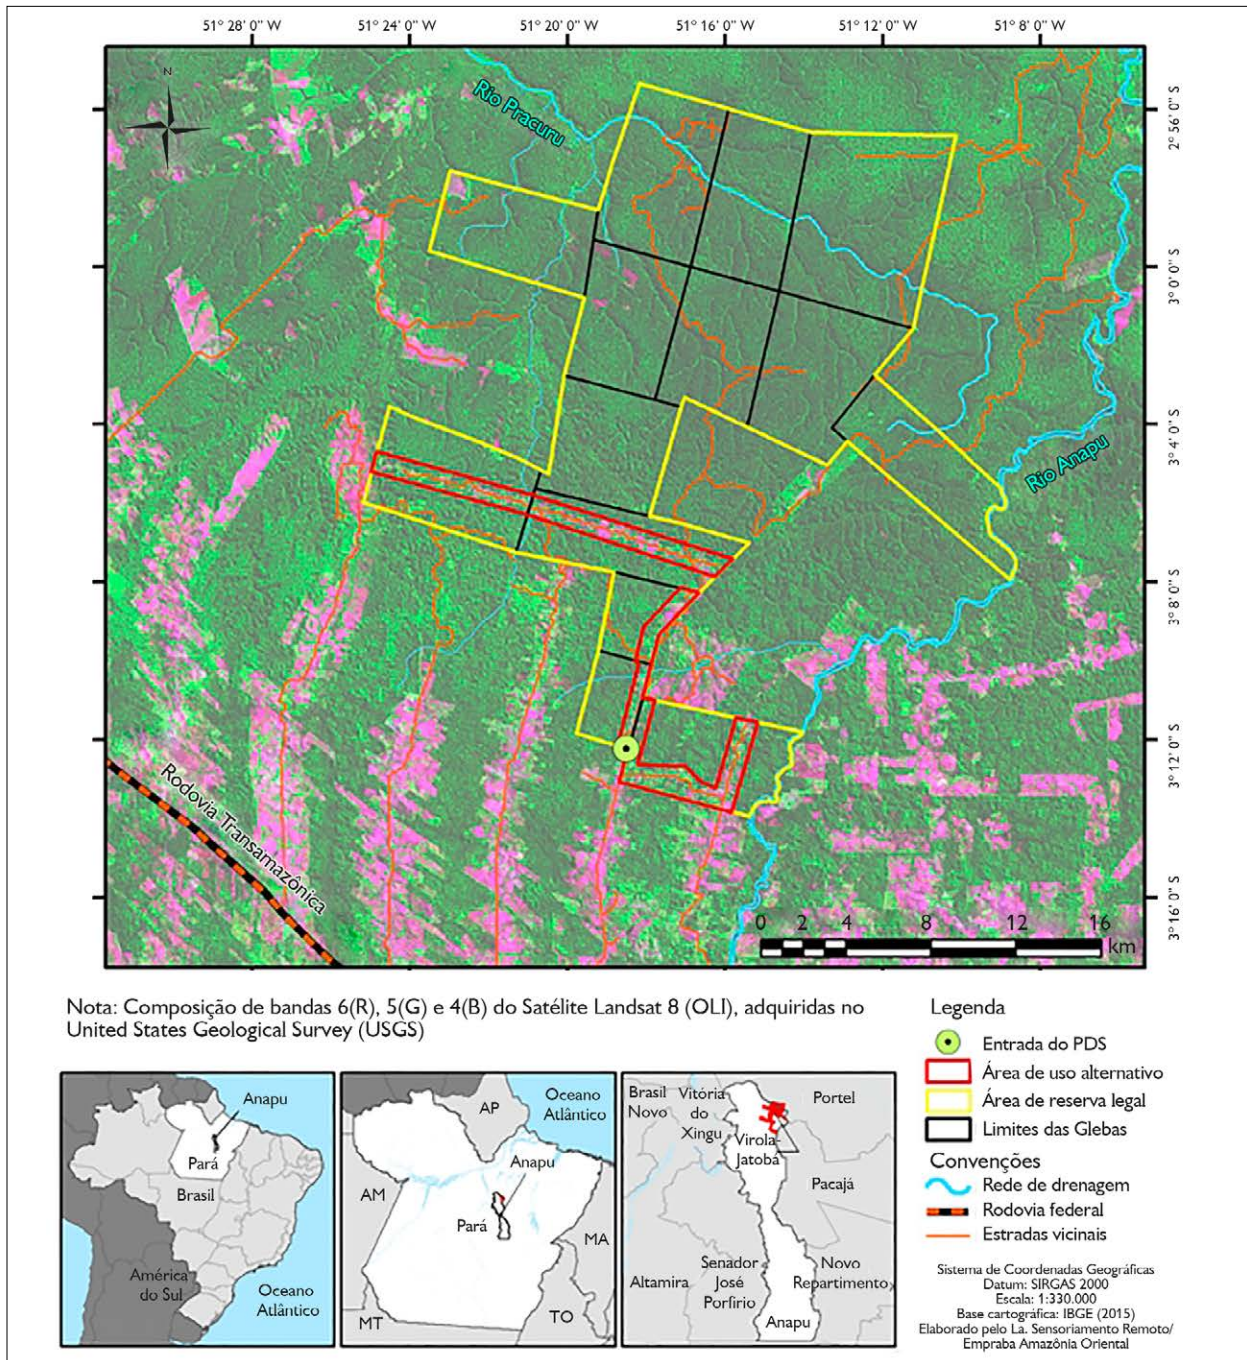 51° 28' 0'' W
51° 24' 0'' W
51° 20' 0'' W
51° 16' 0'' W
51° 12' 0'' W
51° 8' 0'' W
N
Rio Pracuru
2° 56' 0'' S
3° 0' 0'' S
3° 4' 0'' S
Rio Anapu
3° 8' 0'' S
3° 12' 0'' S
3° 16' 0'' S
Rodovia Transamazônica
0 2 4 8 12 16
km
Nota: Composição de bandas 6(R), 5(G) e 4(B) do Satélite Landsat 8 (OLI), adquiridas no
United States Geological Survey (USGS)
Legenda
Entrada do PDS
Área de uso alternativo
Área de reserva legal
Limites das Glebas
Convenções
Rede de drenagem
Rodovia federal
Estradas vicinais
Sistema de Coordenadas Geográficas
Datum: SIRGAS 2000
Escala: 1:330.000
Base cartográfica: IBGE (2015)
Elaborado pelo La. Sensoriamento Remoto/
Empraba Amazônia Oriental
Anapu
Pará
Brasil
América
do Sul
Oceano
Atlântico
AP
Oceano
Atlântico
Anapu
AM
Pará
MA
TO
MT
Brasil
Novo
Vitória
do
Xingu
Portel
Virola-
Jatobá
Pacajá
Altamira
Senador
José
Porfírio
Novo
Repartimento
Anapu